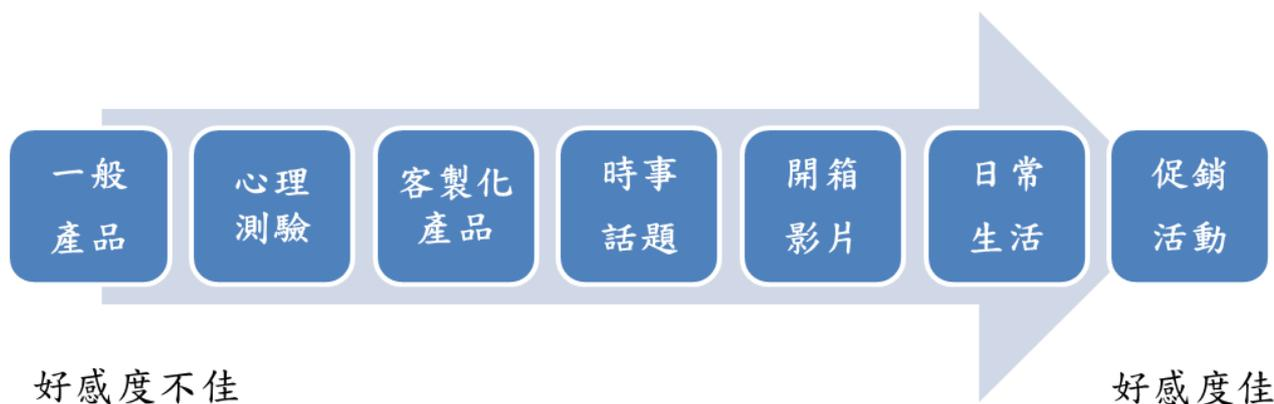 一般
產品
心理
測驗
客製化
產品
時事
話題
開箱
影片
日常
生活
促銷
活動
好感度不佳
好感度佳